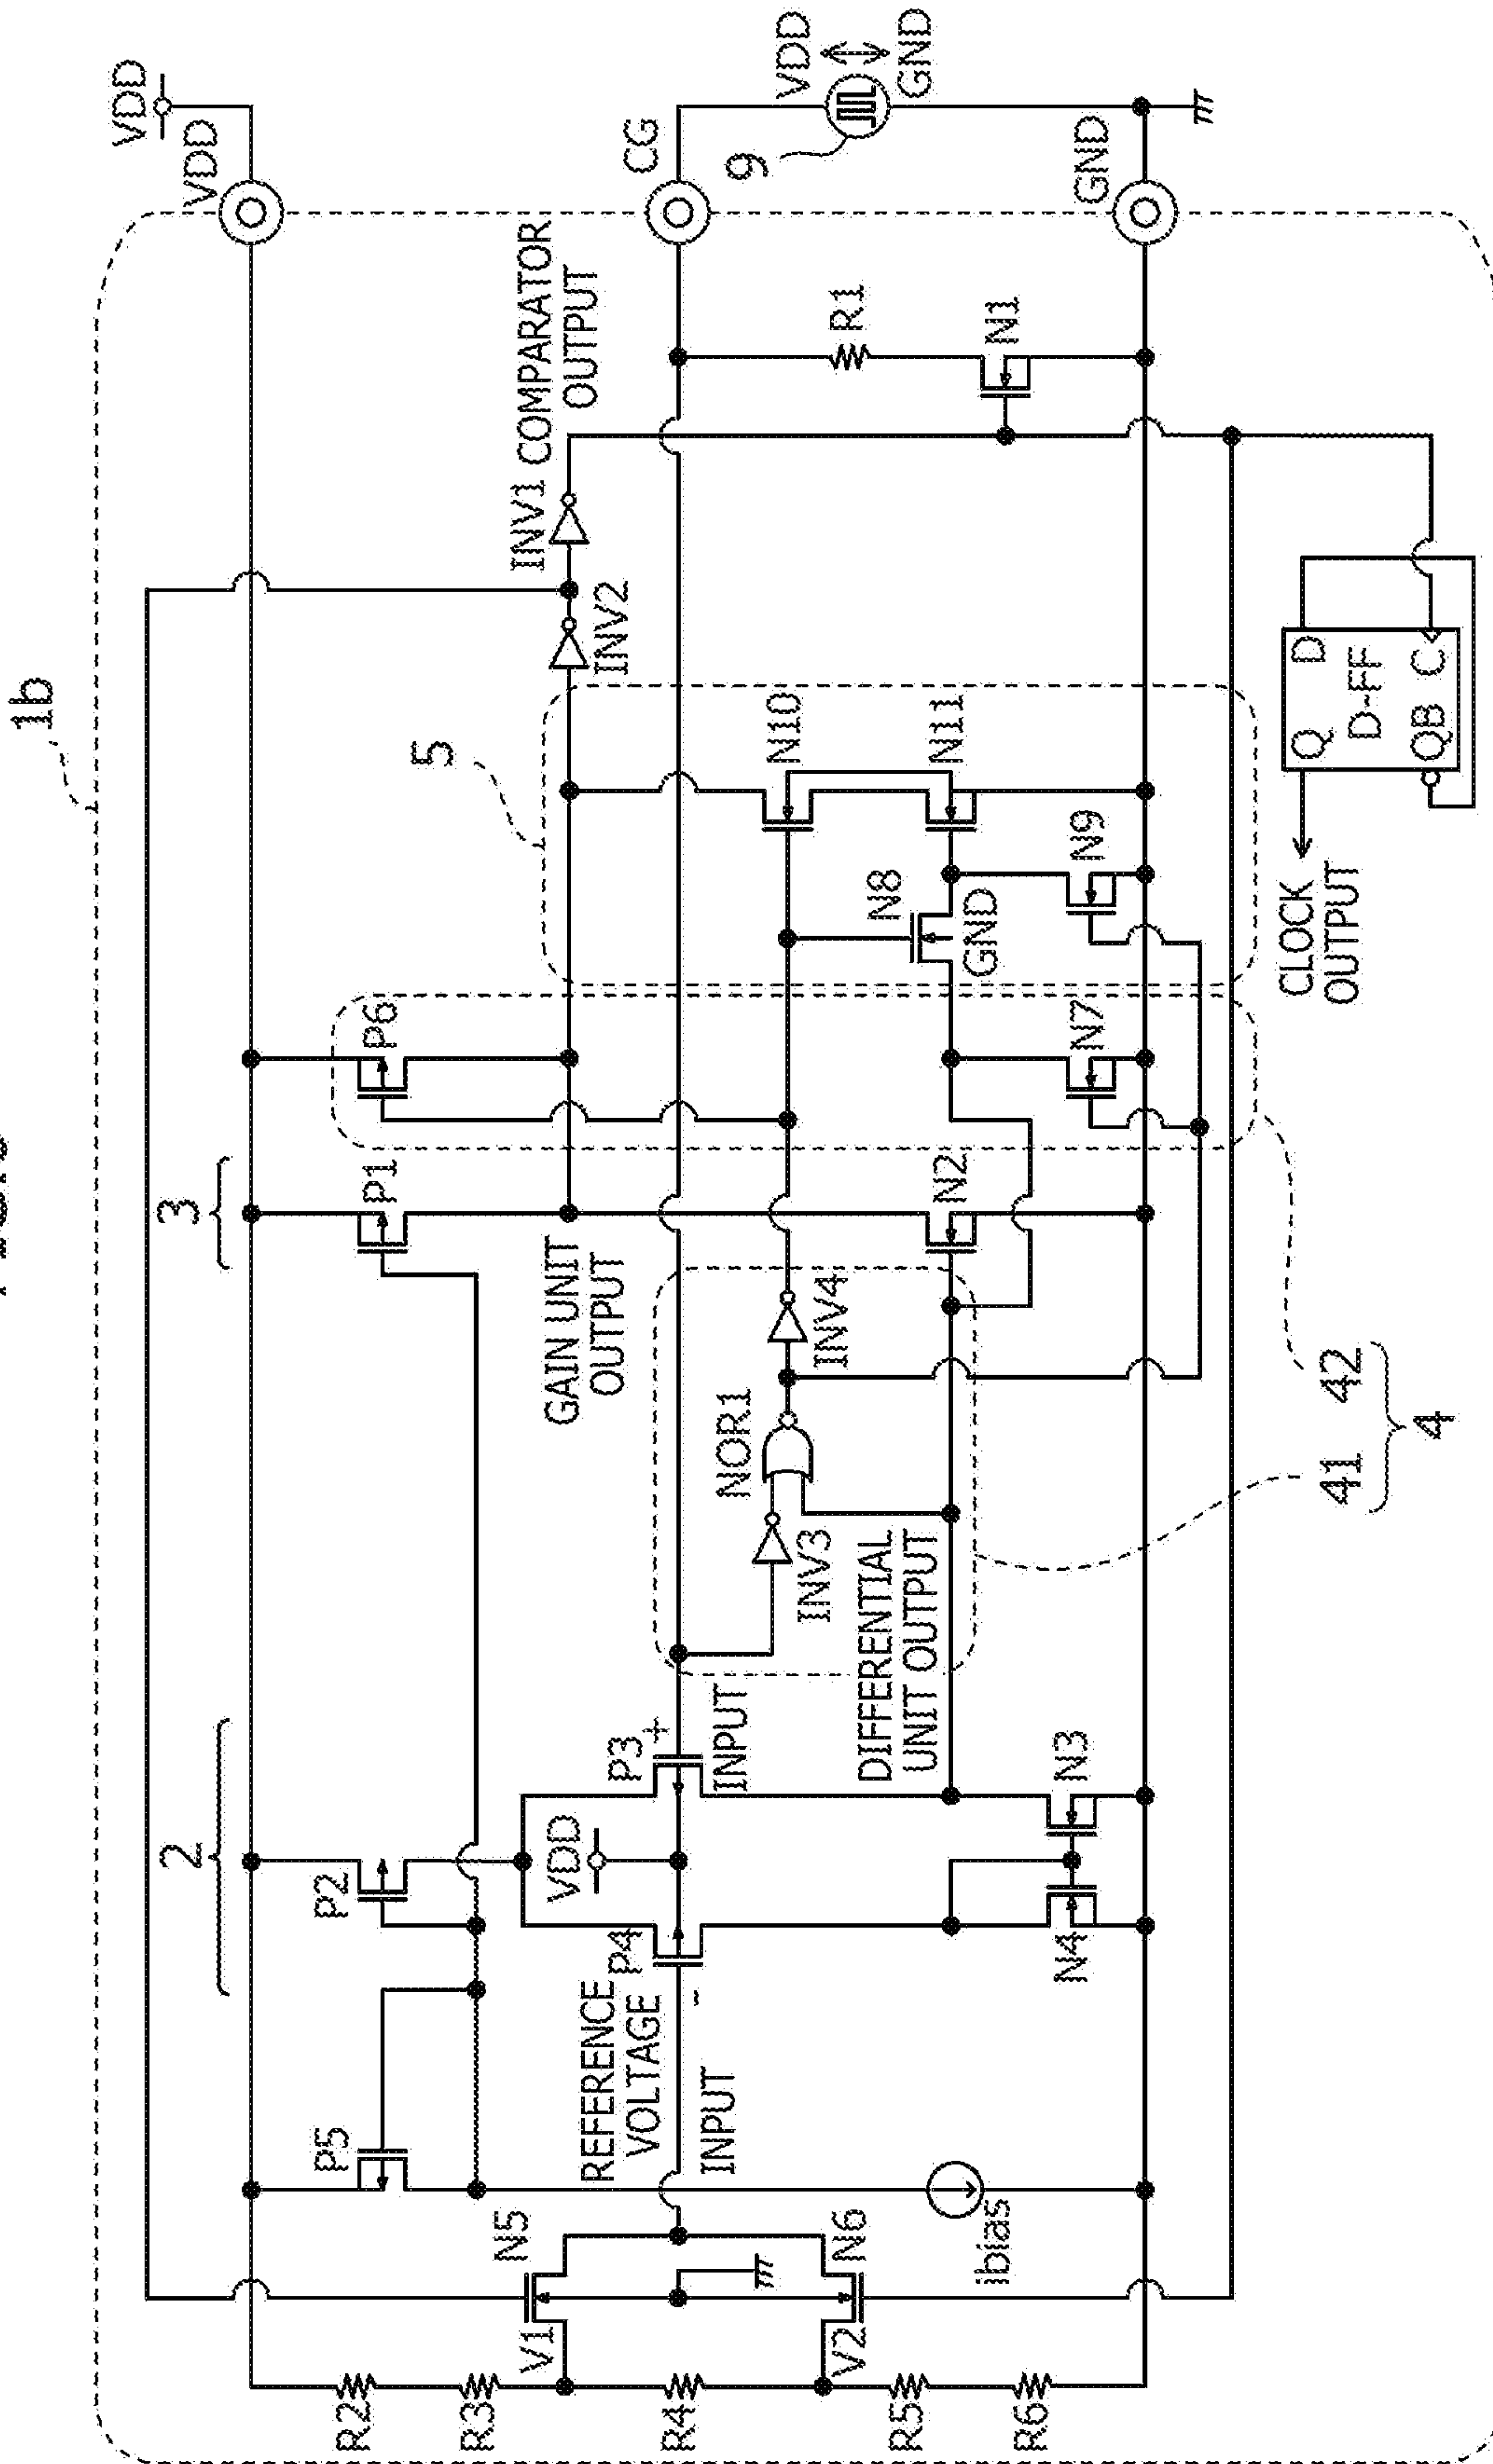 1b
VDD
VDD
2
3
5
P5
P2
P1
P6
R2
R3
R4
R5
R6
N5
V1
N6
V2
REFERENCE
VOLTAGE
INPUT
-
P4
VDD
P3
+
INPUT
ibias
N4
N3
DIFFERENTIAL
UNIT OUTPUT
INV3
NOR1
INV4
GAIN UNIT
OUTPUT
N2
N7
N8
GND
N9
N10
N11
INV2
INV1
COMPARATOR
OUTPUT
R1
N1
CG
9
VDD
GND
GND
41
42
4
CLOCK
OUTPUT
Q
D
D-FF
QB
C